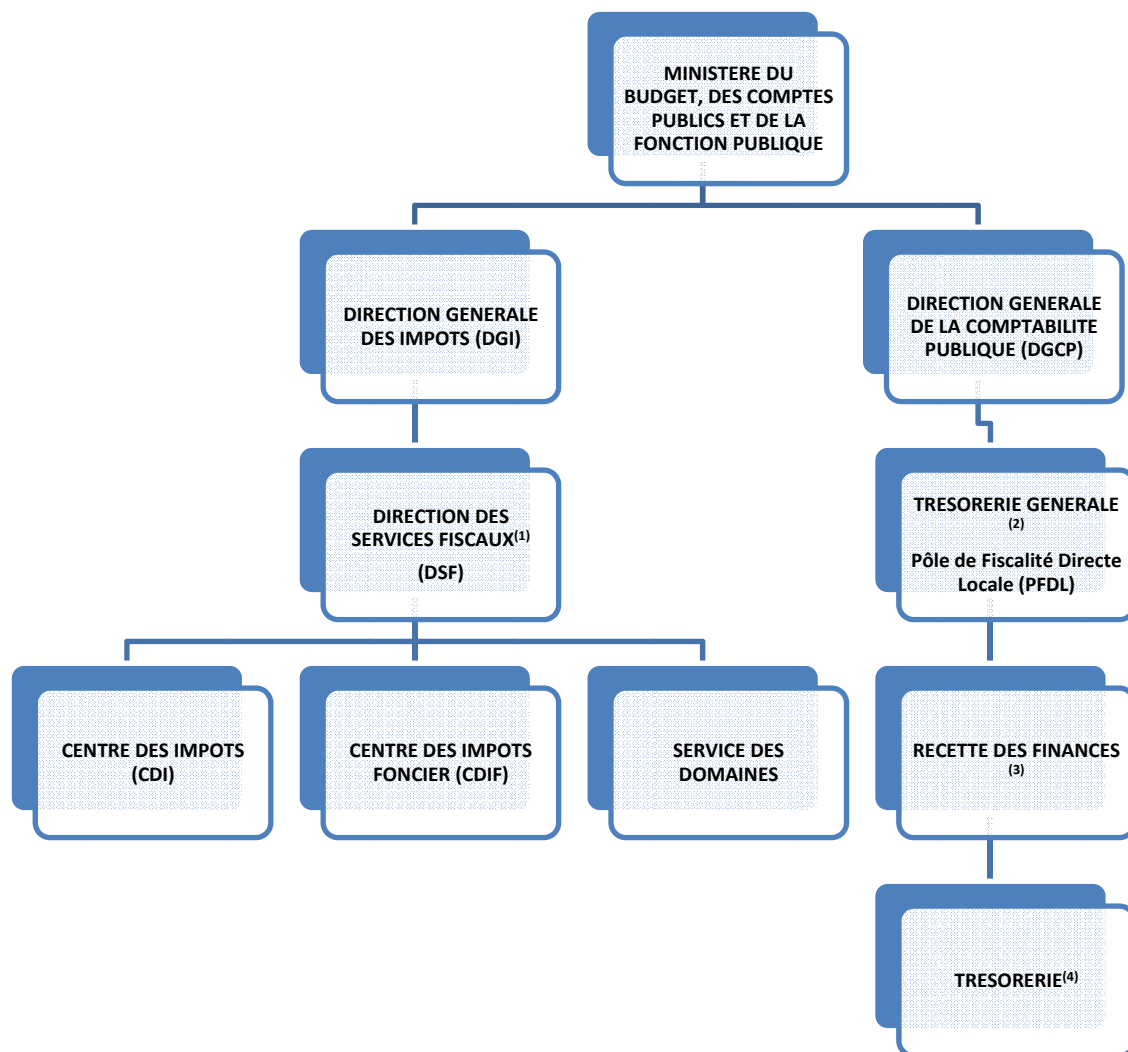 MINISTERE DU
BUDGET, DES COMPTES
PUBLICS ET DE LA
FONCTION PUBLIQUE
DIRECTION GENERALE
DES IMPOTS (DGI)
DIRECTION GENERALE
DE LA COMPTABILITE
PUBLIQUE (DGCP)
DIRECTION DES
SERVICES FISCAUX(1)
(DSF)
TRESORERIE GENERALE
(2)
Pôle de Fiscalité Directe
Locale (PFDL)
CENTRE DES IMPOTS
(CDI)
CENTRE DES IMPOTS
FONCIER (CDIF)
SERVICE DES
DOMAINES
RECETTE DES FINANCES
(3)
TRESORERIE(4)